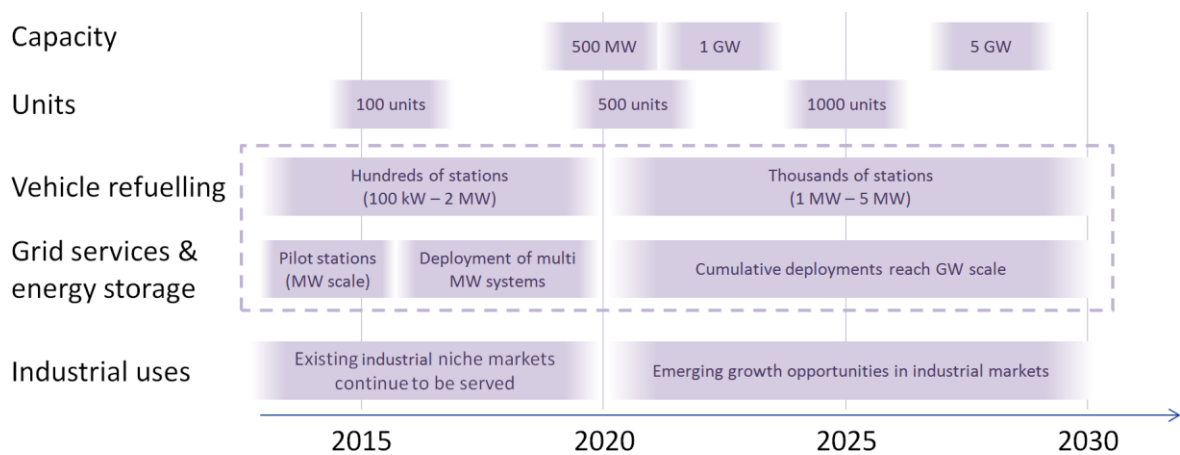 Capacity
500 MW
1 GW
5 GW
Units
100 units
500 units
1000 units
Vehicle refuelling
Hundreds of stations
(100 kW – 2 MW)
Thousands of stations
(1 MW – 5 MW)
Grid services &
energy storage
Pilot stations
(MW scale)
Deployment of multi
MW systems
Cumulative deployments reach GW scale
Industrial uses
Existing industrial niche markets
continue to be served
Emerging growth opportunities in industrial markets
2015
2020
2025
2030